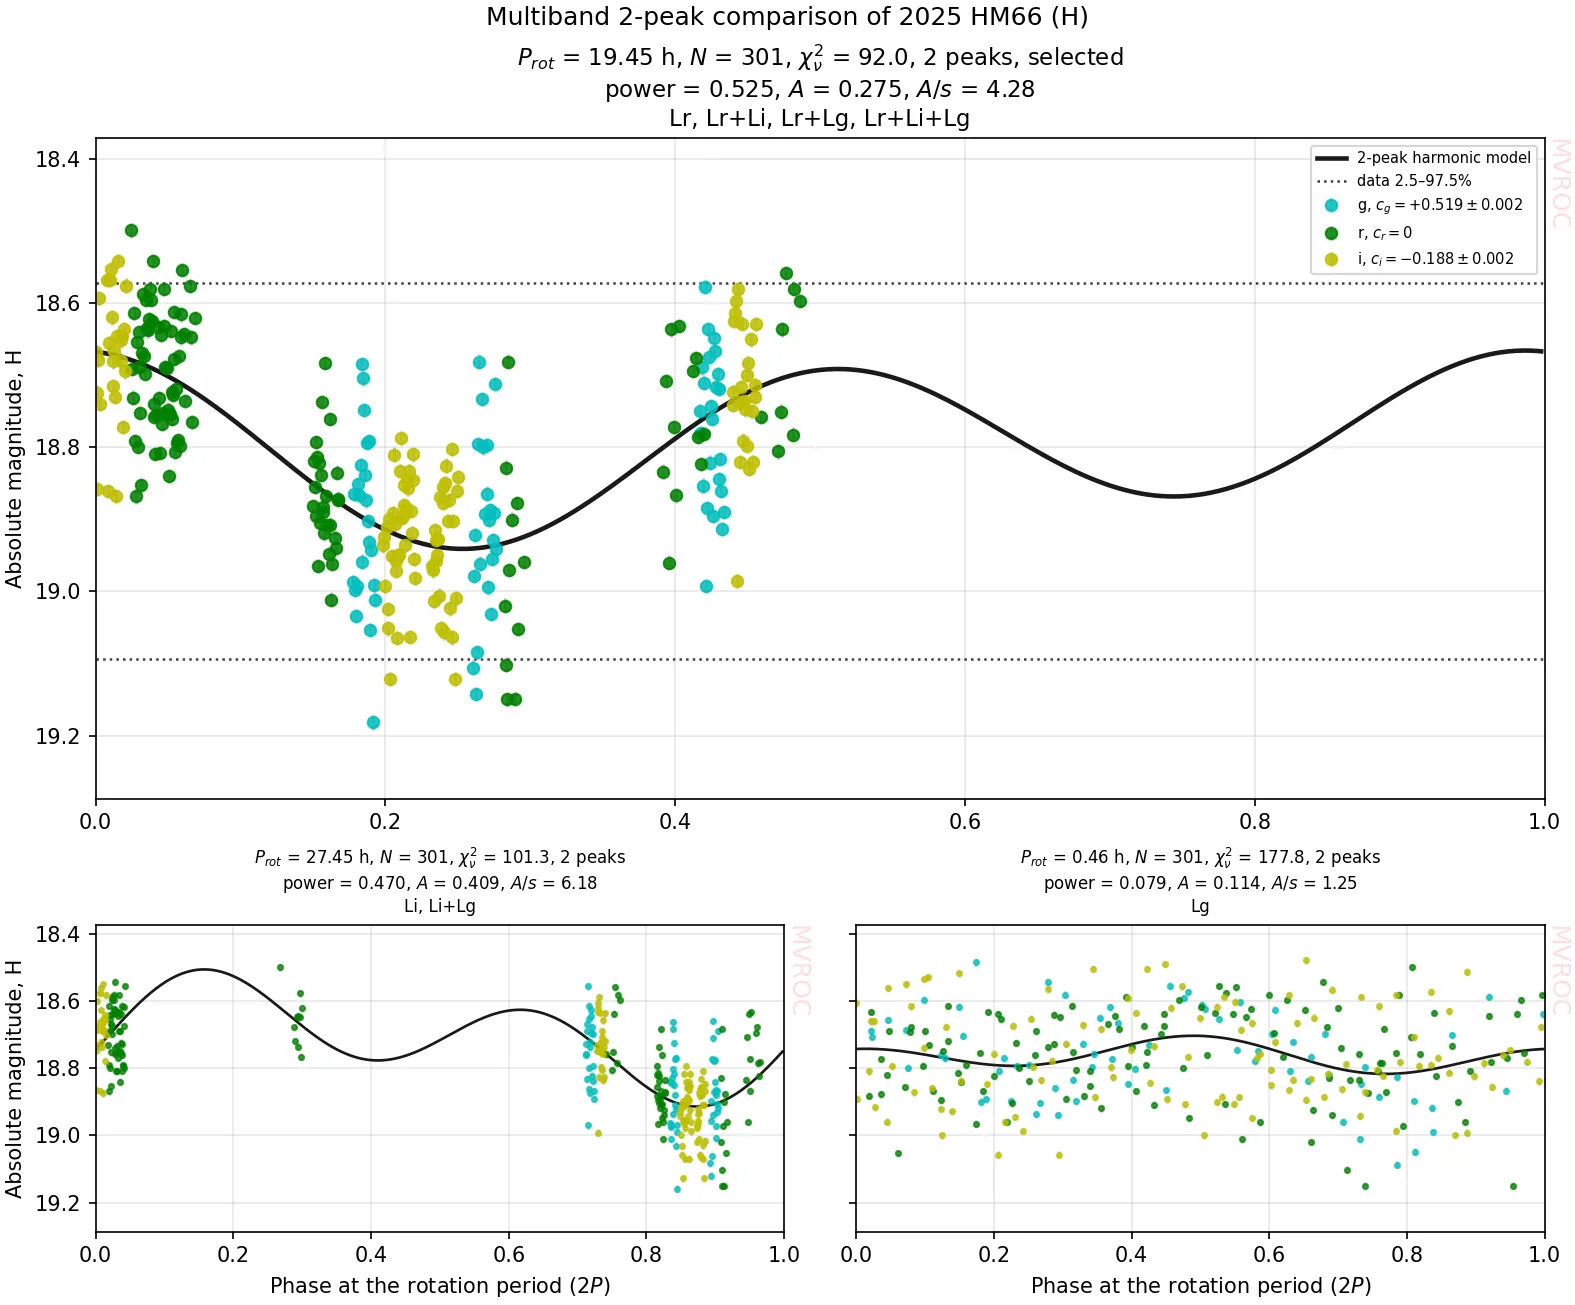 Multiband 2-peak comparison of 2025 HM66 (H)
P_rot = 19.45 h, N = 301, χ²_ν = 92.0, 2 peaks, selected
power = 0.525, A = 0.275, A/s = 4.28
Lr, Lr+Li, Lr+Lg, Lr+Li+Lg
2-peak harmonic model
data 2.5–97.5%
g, c_g = +0.519 ± 0.002
r, c_r = 0
i, c_i = −0.188 ± 0.002
MVROC
Absolute magnitude, H
18.4
18.6
18.8
19.0
19.2
0.0 0.2 0.4 0.6 0.8 1.0
P_rot = 27.45 h, N = 301, χ²_ν = 101.3, 2 peaks
power = 0.470, A = 0.409, A/s = 6.18
Li, Li+Lg
MVROC
Absolute magnitude, H
18.4
18.6
18.8
19.0
19.2
0.0 0.2 0.4 0.6 0.8 1.0
Phase at the rotation period (2P)
P_rot = 0.46 h, N = 301, χ²_ν = 177.8, 2 peaks
power = 0.079, A = 0.114, A/s = 1.25
Lg
MVROC
0.0 0.2 0.4 0.6 0.8 1.0
Phase at the rotation period (2P)